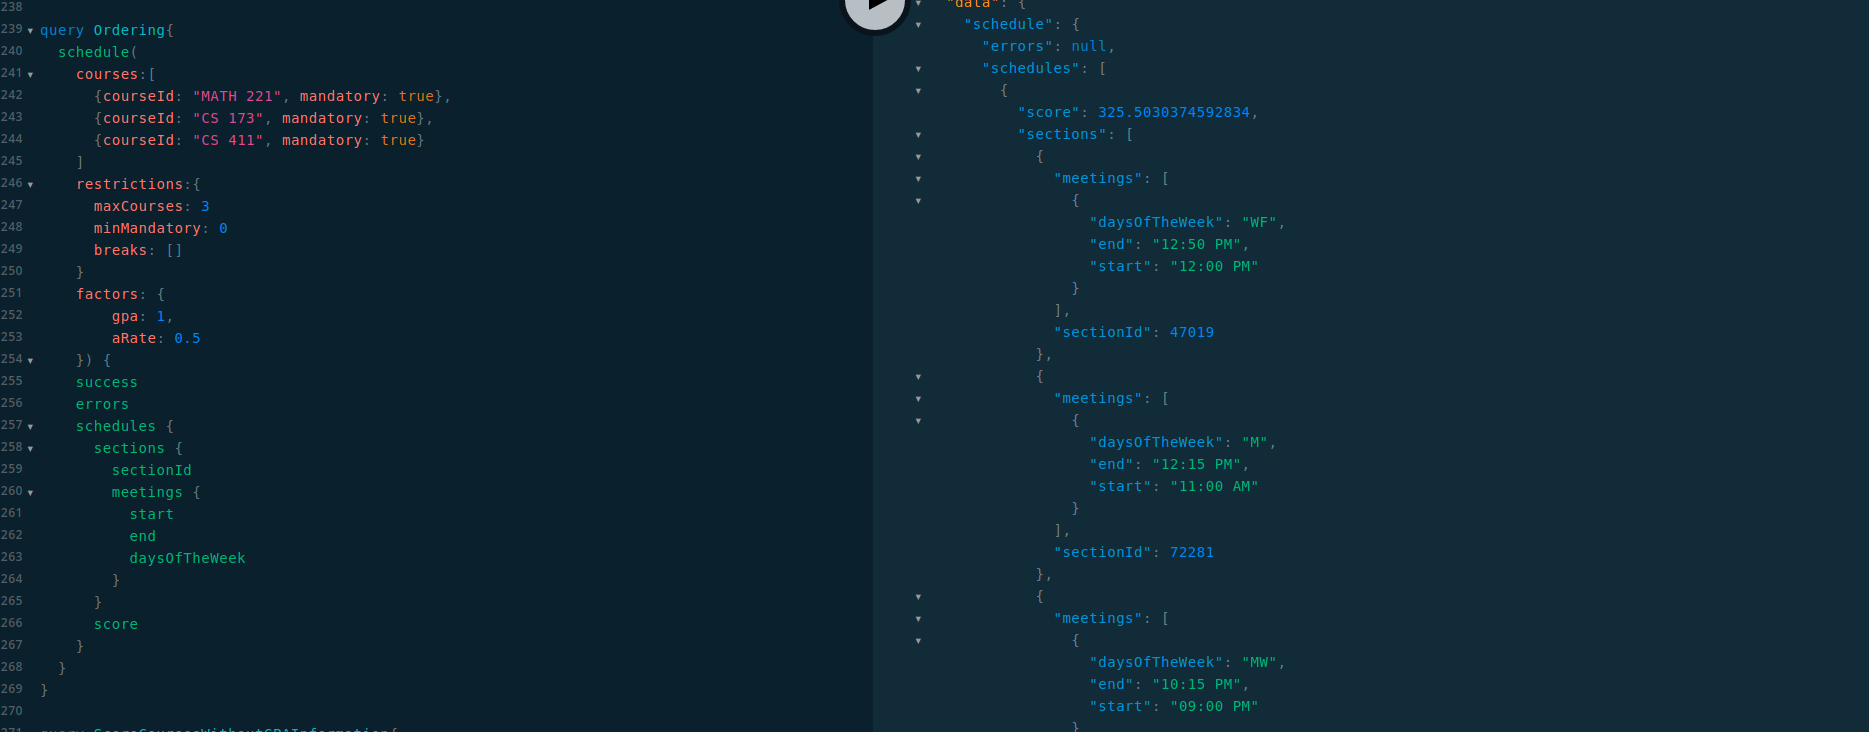 238
239 query Ordering{
240 schedule(
241 courses:[
242 {courseId: "MATH 221", mandatory: true},
243 {courseId: "CS 173", mandatory: true},
244 {courseId: "CS 411", mandatory: true}
245 ]
246 restrictions:{
247 maxCourses: 3
248 minMandatory: 0
249 breaks: []
250 }
251 factors: {
252 gpa: 1,
253 aRate: 0.5
254 }) {
255 success
256 errors
257 schedules {
258 sections {
259 sectionId
260 meetings {
261 start
262 end
263 daysOfTheWeek
264 }
265 }
266 score
267 }
268 }
269 }
270
271 query ScoreCoursesWithoutGPAInformation{
"data": {
"schedule": {
"errors": null,
"schedules": [
{
"score": 325.5030374592834,
"sections": [
{
"meetings": [
{
"daysOfTheWeek": "WF",
"end": "12:50 PM",
"start": "12:00 PM"
}
],
"sectionId": 47019
},
{
"meetings": [
{
"daysOfTheWeek": "M",
"end": "12:15 PM",
"start": "11:00 AM"
}
],
"sectionId": 72281
},
{
"meetings": [
{
"daysOfTheWeek": "MW",
"end": "10:15 PM",
"start": "09:00 PM"
}